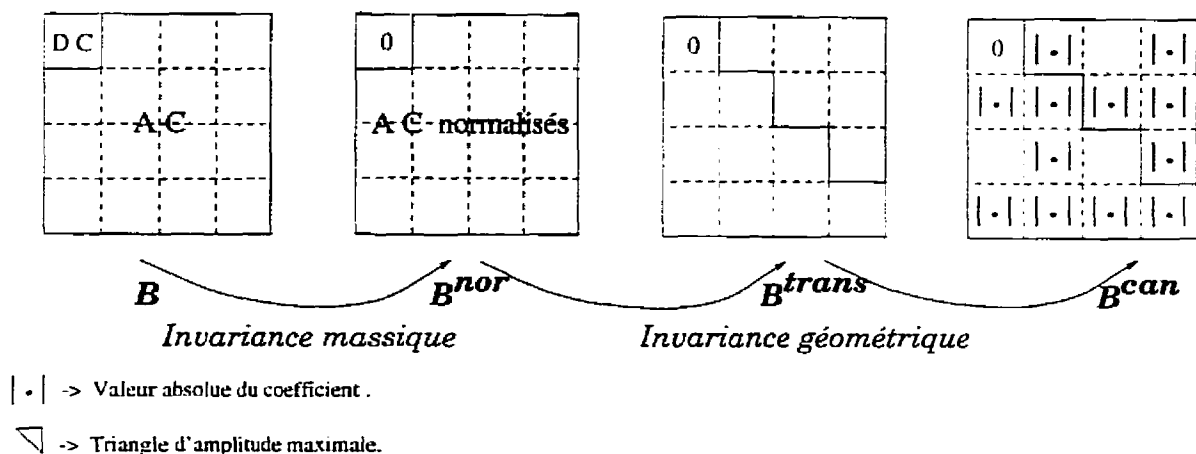 D C
0
0
0 |·| |·|
|·| |·| |·| |·|
A C
A C normalisés
|·| |·|
|·| |·| |·| |·|
B
B^nor
B^trans
B^can
Invariance massique
Invariance géométrique
|·| -> Valeur absolue du coefficient .
-> Triangle d'amplitude maximale.